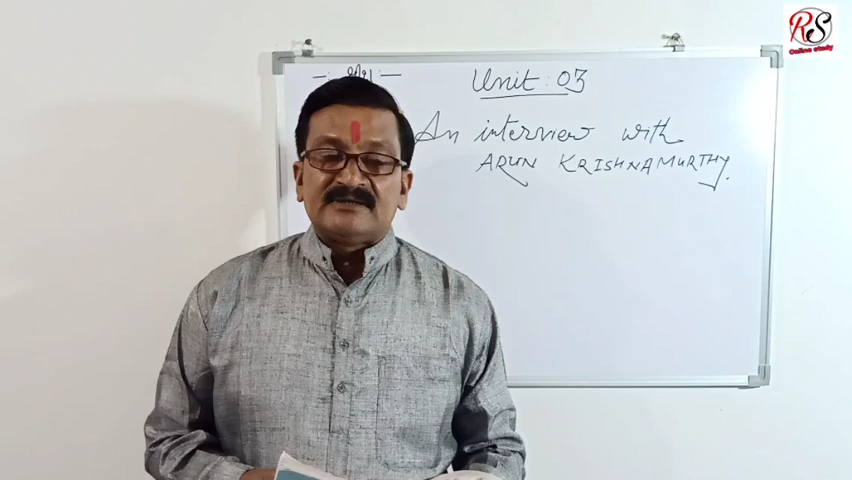 RS
Online study
Unit : 03
An interview with
ARUN KRISHNAMURTHY.